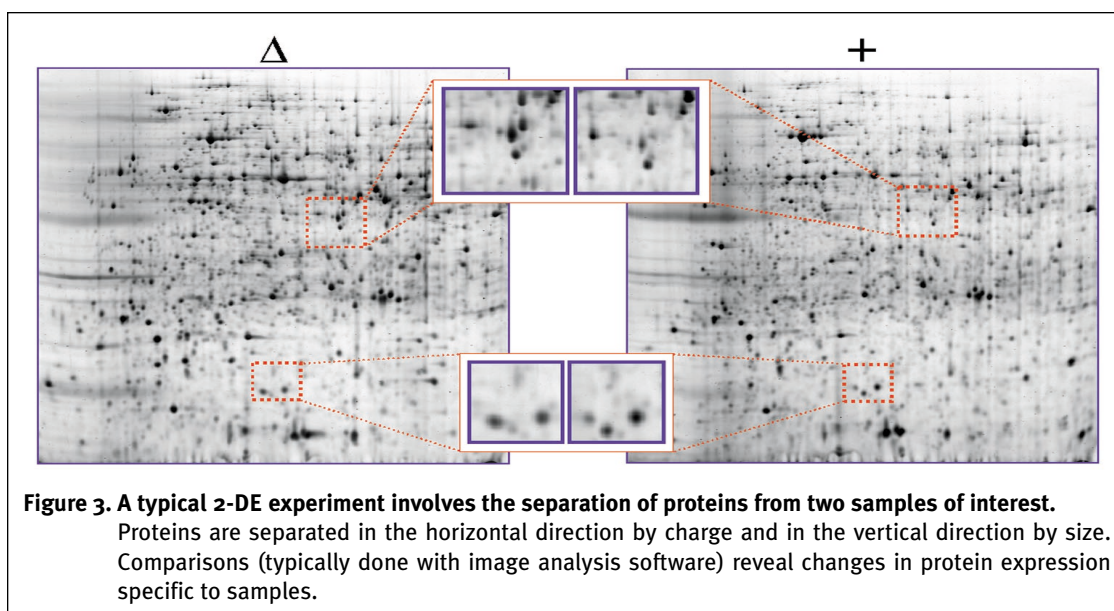 Δ +
Figure 3. A typical 2-DE experiment involves the separation of proteins from two samples of interest.
Proteins are separated in the horizontal direction by charge and in the vertical direction by size.
Comparisons (typically done with image analysis software) reveal changes in protein expression
specific to samples.